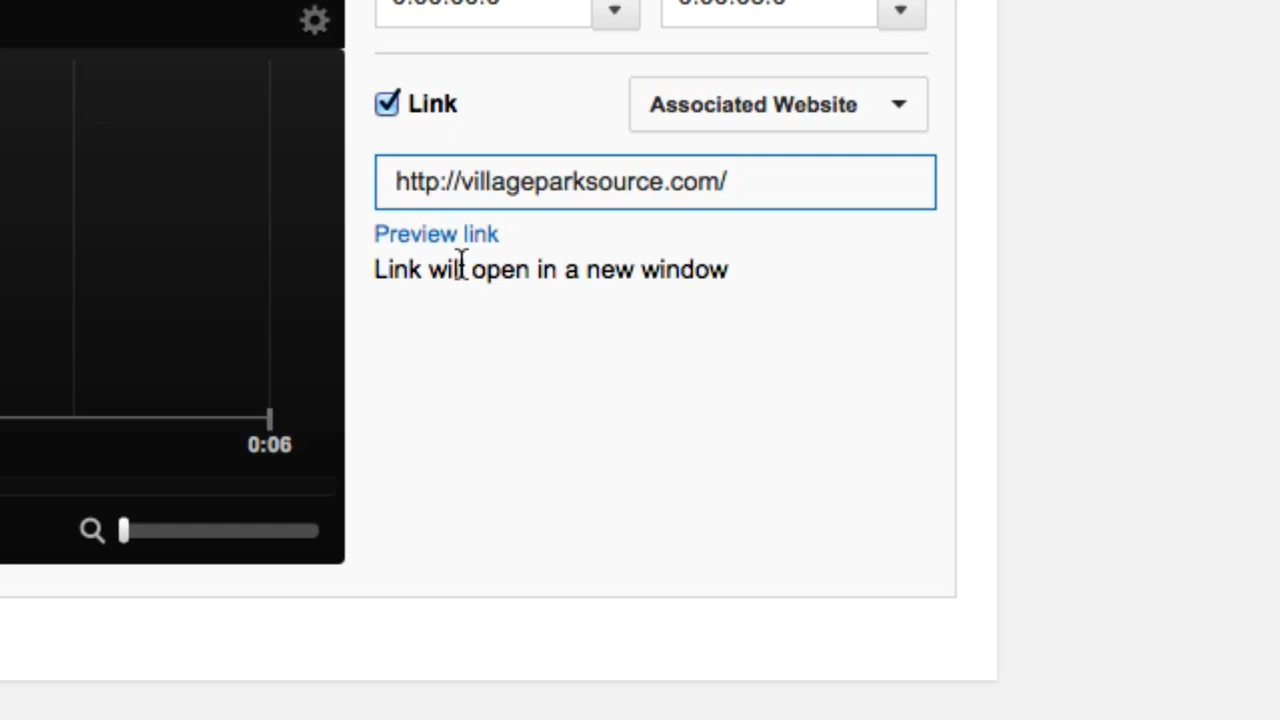 Link
Associated Website
http://villageparksource.com/
Preview link
Link will open in a new window
0:06